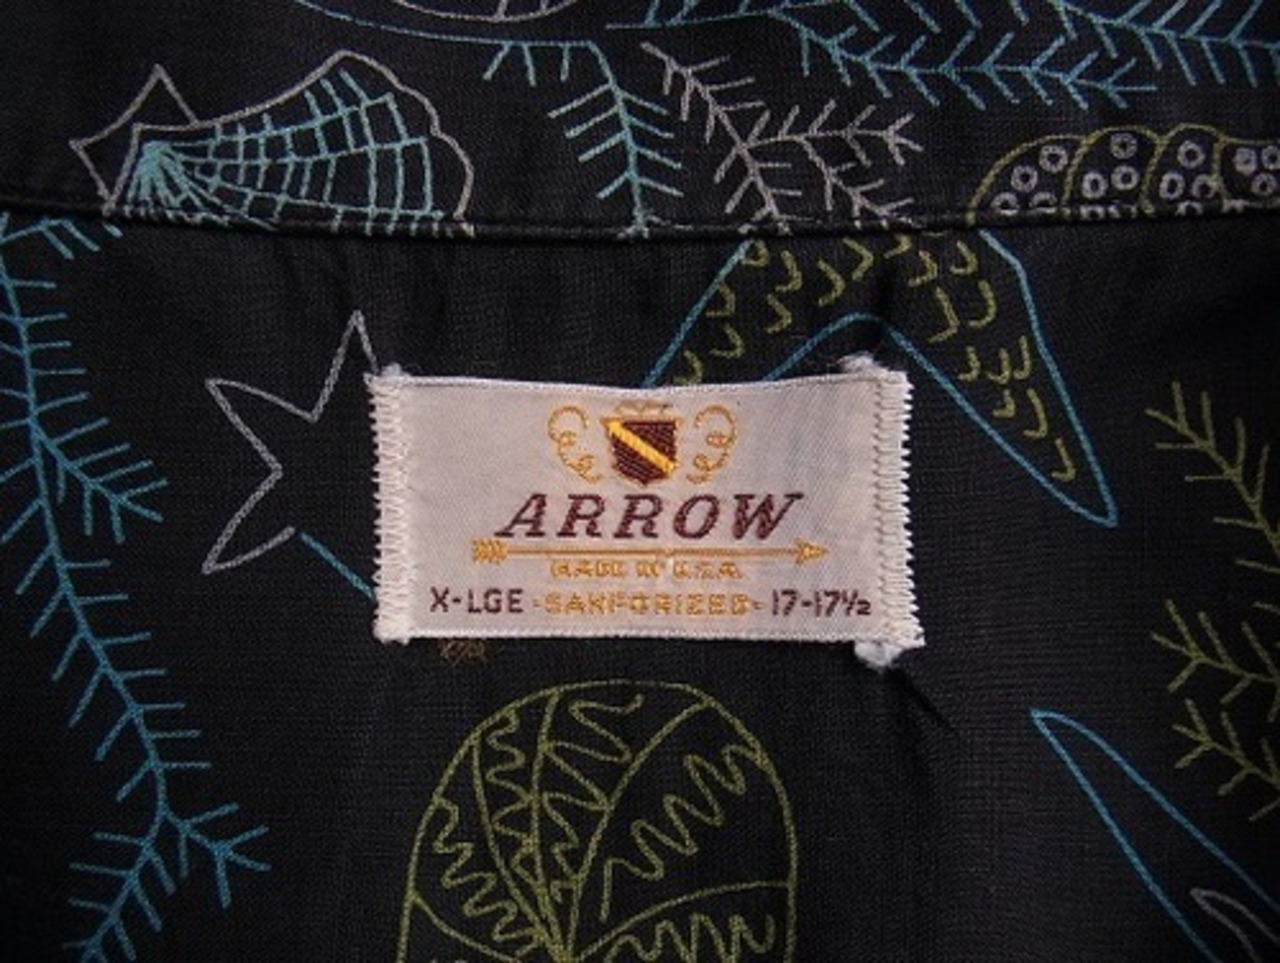 ARROW
MADE IN U.S.A.
X-LGE -SANFORIZED- 17-17½